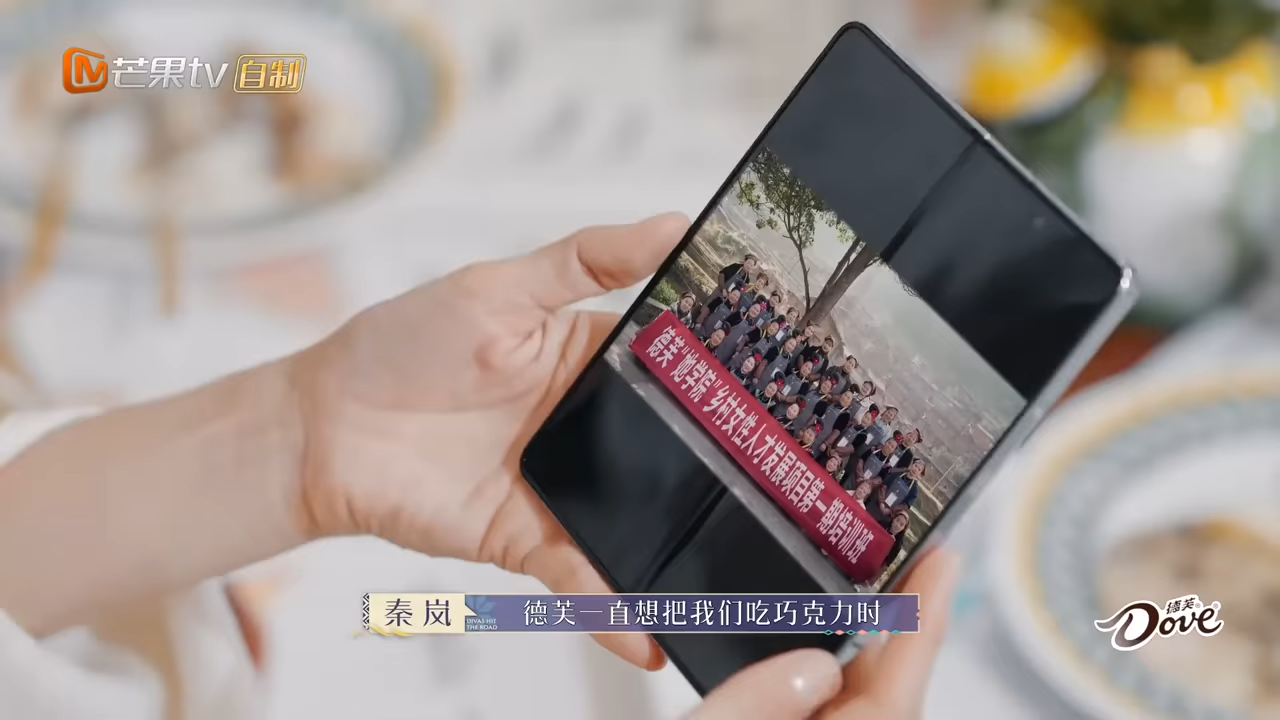 芒果tv 自制
德芙“她学院”乡村女性人才发展项目第一期培训班
秦岚
DIVAS HIT
THE ROAD
德芙一直想把我们吃巧克力时
德芙
Dove